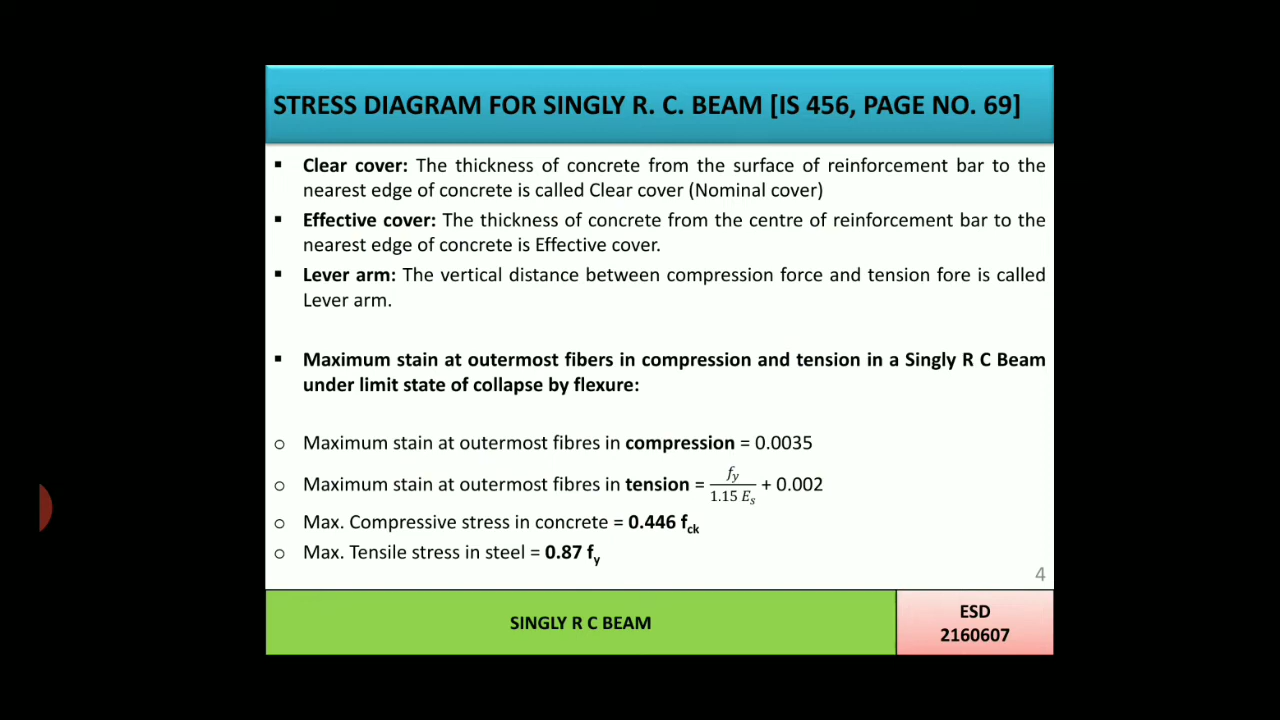 STRESS DIAGRAM FOR SINGLY R. C. BEAM [IS 456, PAGE NO. 69]
▪ Clear cover: The thickness of concrete from the surface of reinforcement bar to the
nearest edge of concrete is called Clear cover (Nominal cover)
▪ Effective cover: The thickness of concrete from the centre of reinforcement bar to the
nearest edge of concrete is Effective cover.
▪ Lever arm: The vertical distance between compression force and tension fore is called
Lever arm.
▪ Maximum stain at outermost fibers in compression and tension in a Singly R C Beam
under limit state of collapse by flexure:
o Maximum stain at outermost fibres in compression = 0.0035
o Maximum stain at outermost fibres in tension = fy / 1.15 Es + 0.002
o Max. Compressive stress in concrete = 0.446 fck
o Max. Tensile stress in steel = 0.87 fy
4
SINGLY R C BEAM
ESD
2160607